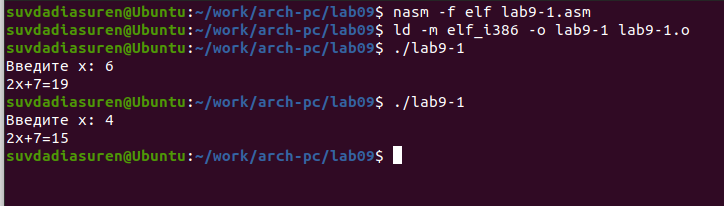 suvdadiasuren@Ubuntu:~/work/arch-pc/lab09$ nasm -f elf lab9-1.asm
suvdadiasuren@Ubuntu:~/work/arch-pc/lab09$ ld -m elf_i386 -o lab9-1 lab9-1.o
suvdadiasuren@Ubuntu:~/work/arch-pc/lab09$ ./lab9-1
Введите x: 6
2x+7=19
suvdadiasuren@Ubuntu:~/work/arch-pc/lab09$ ./lab9-1
Введите x: 4
2x+7=15
suvdadiasuren@Ubuntu:~/work/arch-pc/lab09$